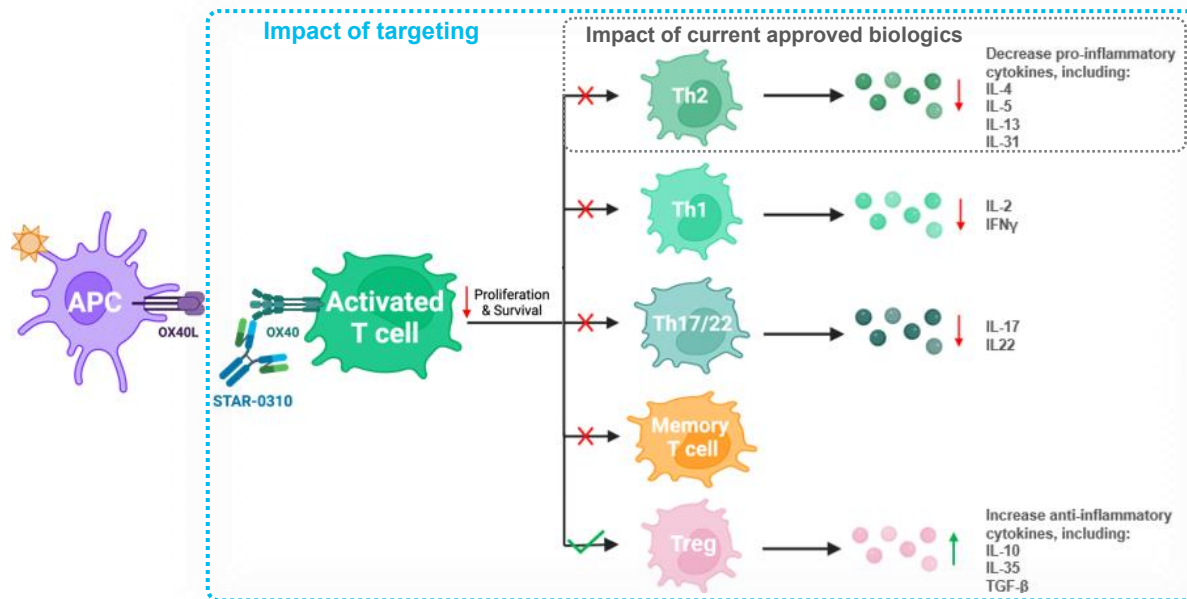 Impact of targeting
Impact of current approved biologics
Th2
Decrease pro-inflammatory
cytokines, including:
IL-4
IL-5
IL-13
IL-31
Th1
IL-2
IFNγ
APC
OX40L
OX40
STAR-0310
Activated
T cell
Proliferation
& Survival
Th17/22
IL-17
IL22
Memory
T cell
Treg
Increase anti-inflammatory
cytokines, including:
IL-10
IL-35
TGF-β